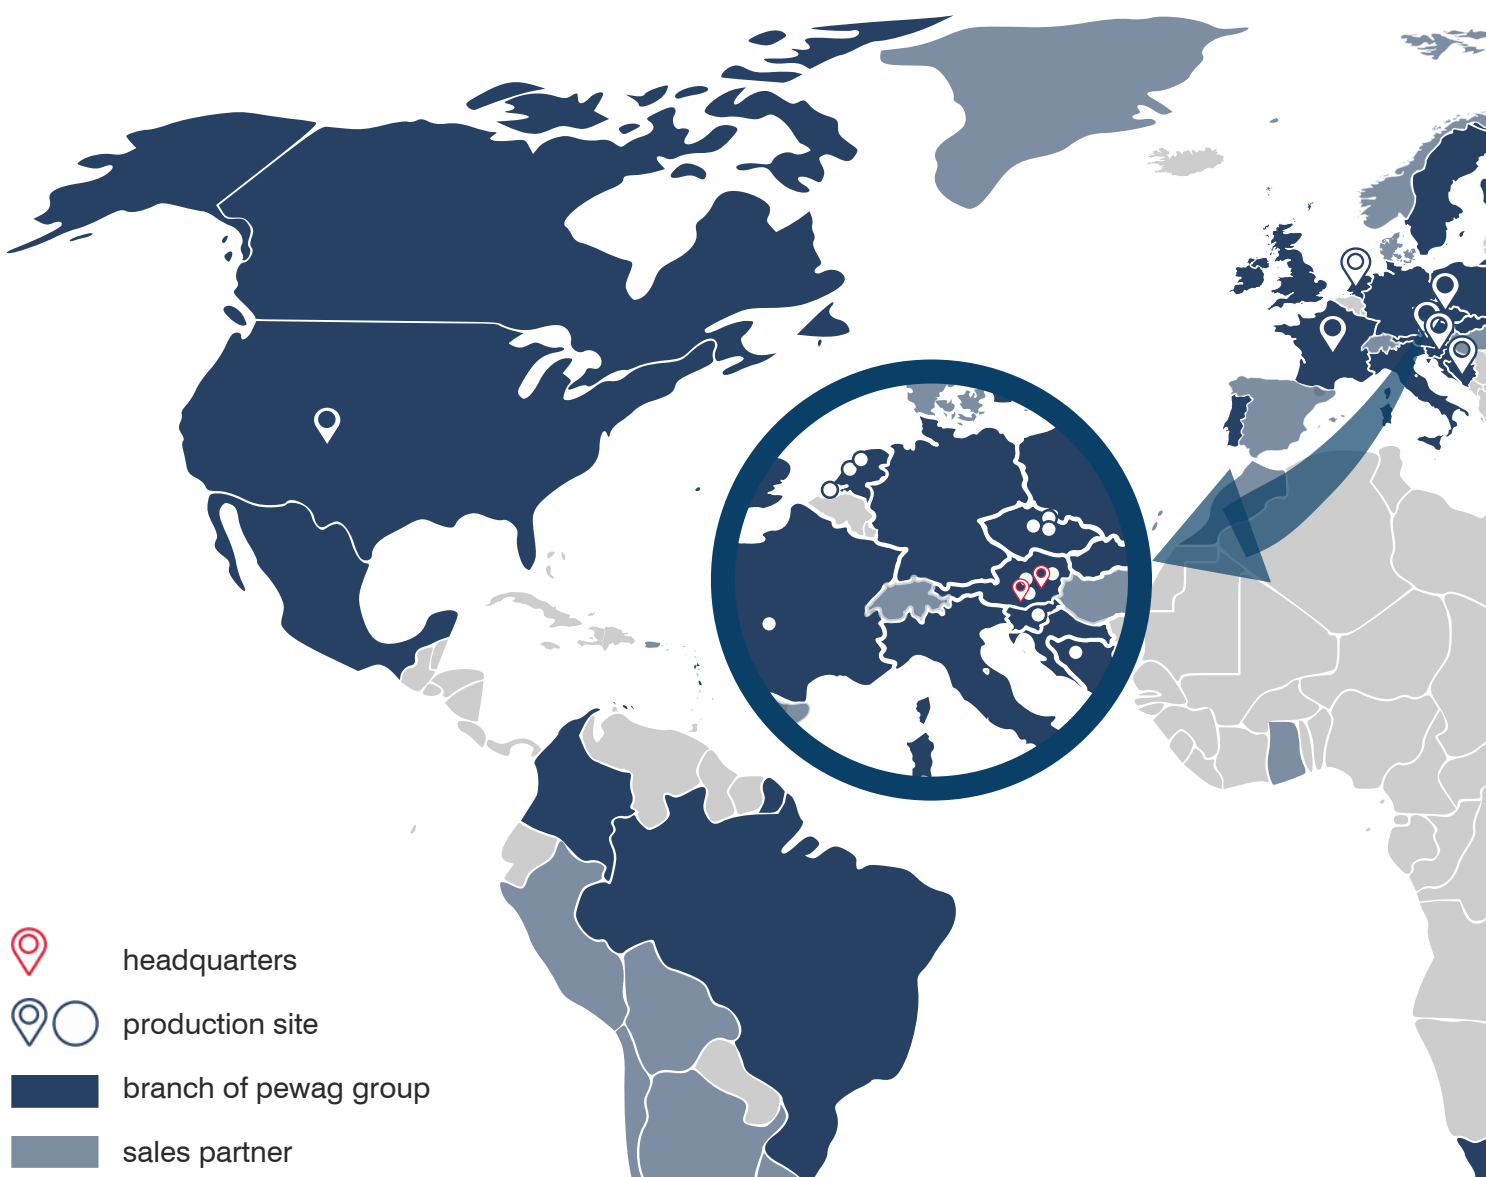 headquarters
production site
branch of pewag group
sales partner